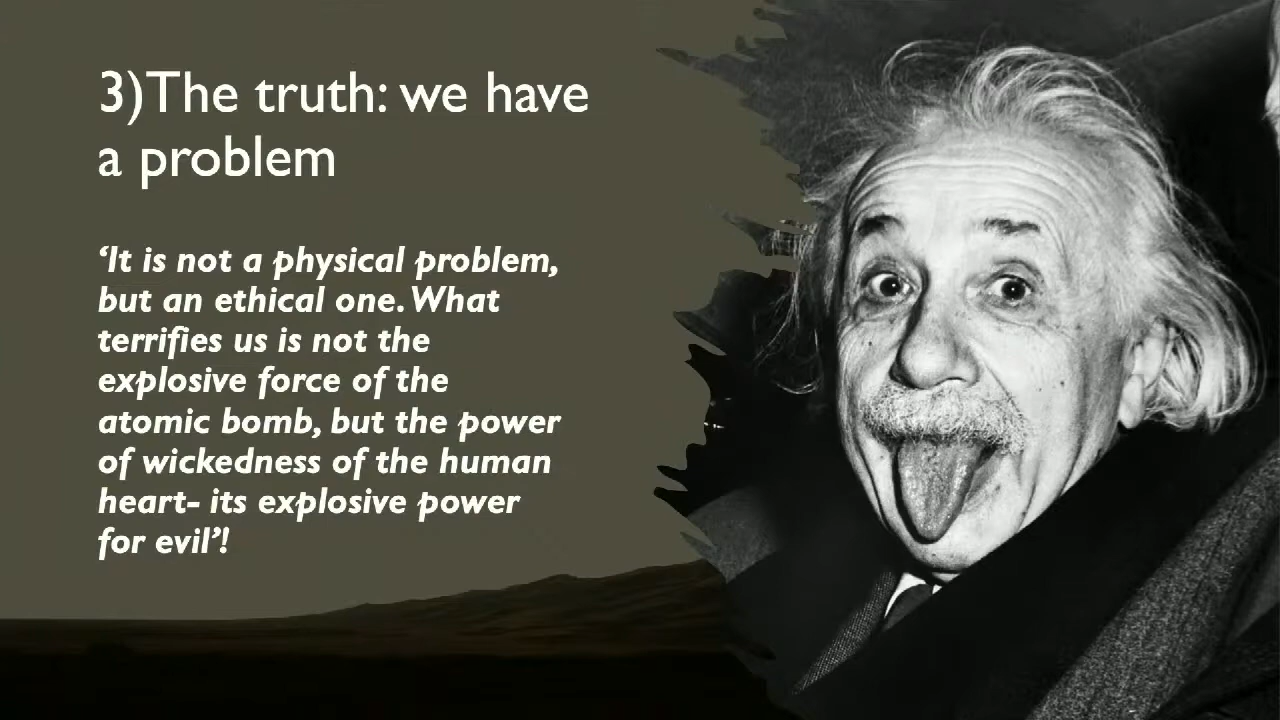 3)The truth: we have
a problem
‘It is not a physical problem,
but an ethical one. What
terrifies us is not the
explosive force of the
atomic bomb, but the power
of wickedness of the human
heart- its explosive power
for evil’!